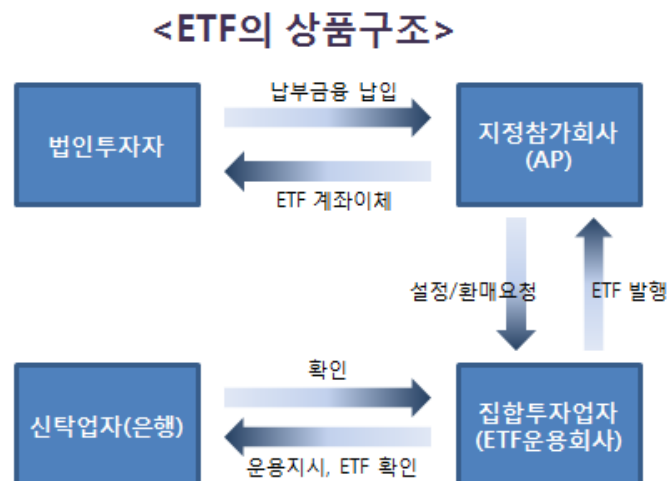 <ETF의 상품구조>
납부금융 납입
법인투자자
지정참가회사
(AP)
ETF 계좌이체
설정/환매요청
ETF 발행
확인
신탁업자(은행)
집합투자업자
(ETF운용회사)
운용지시, ETF 확인